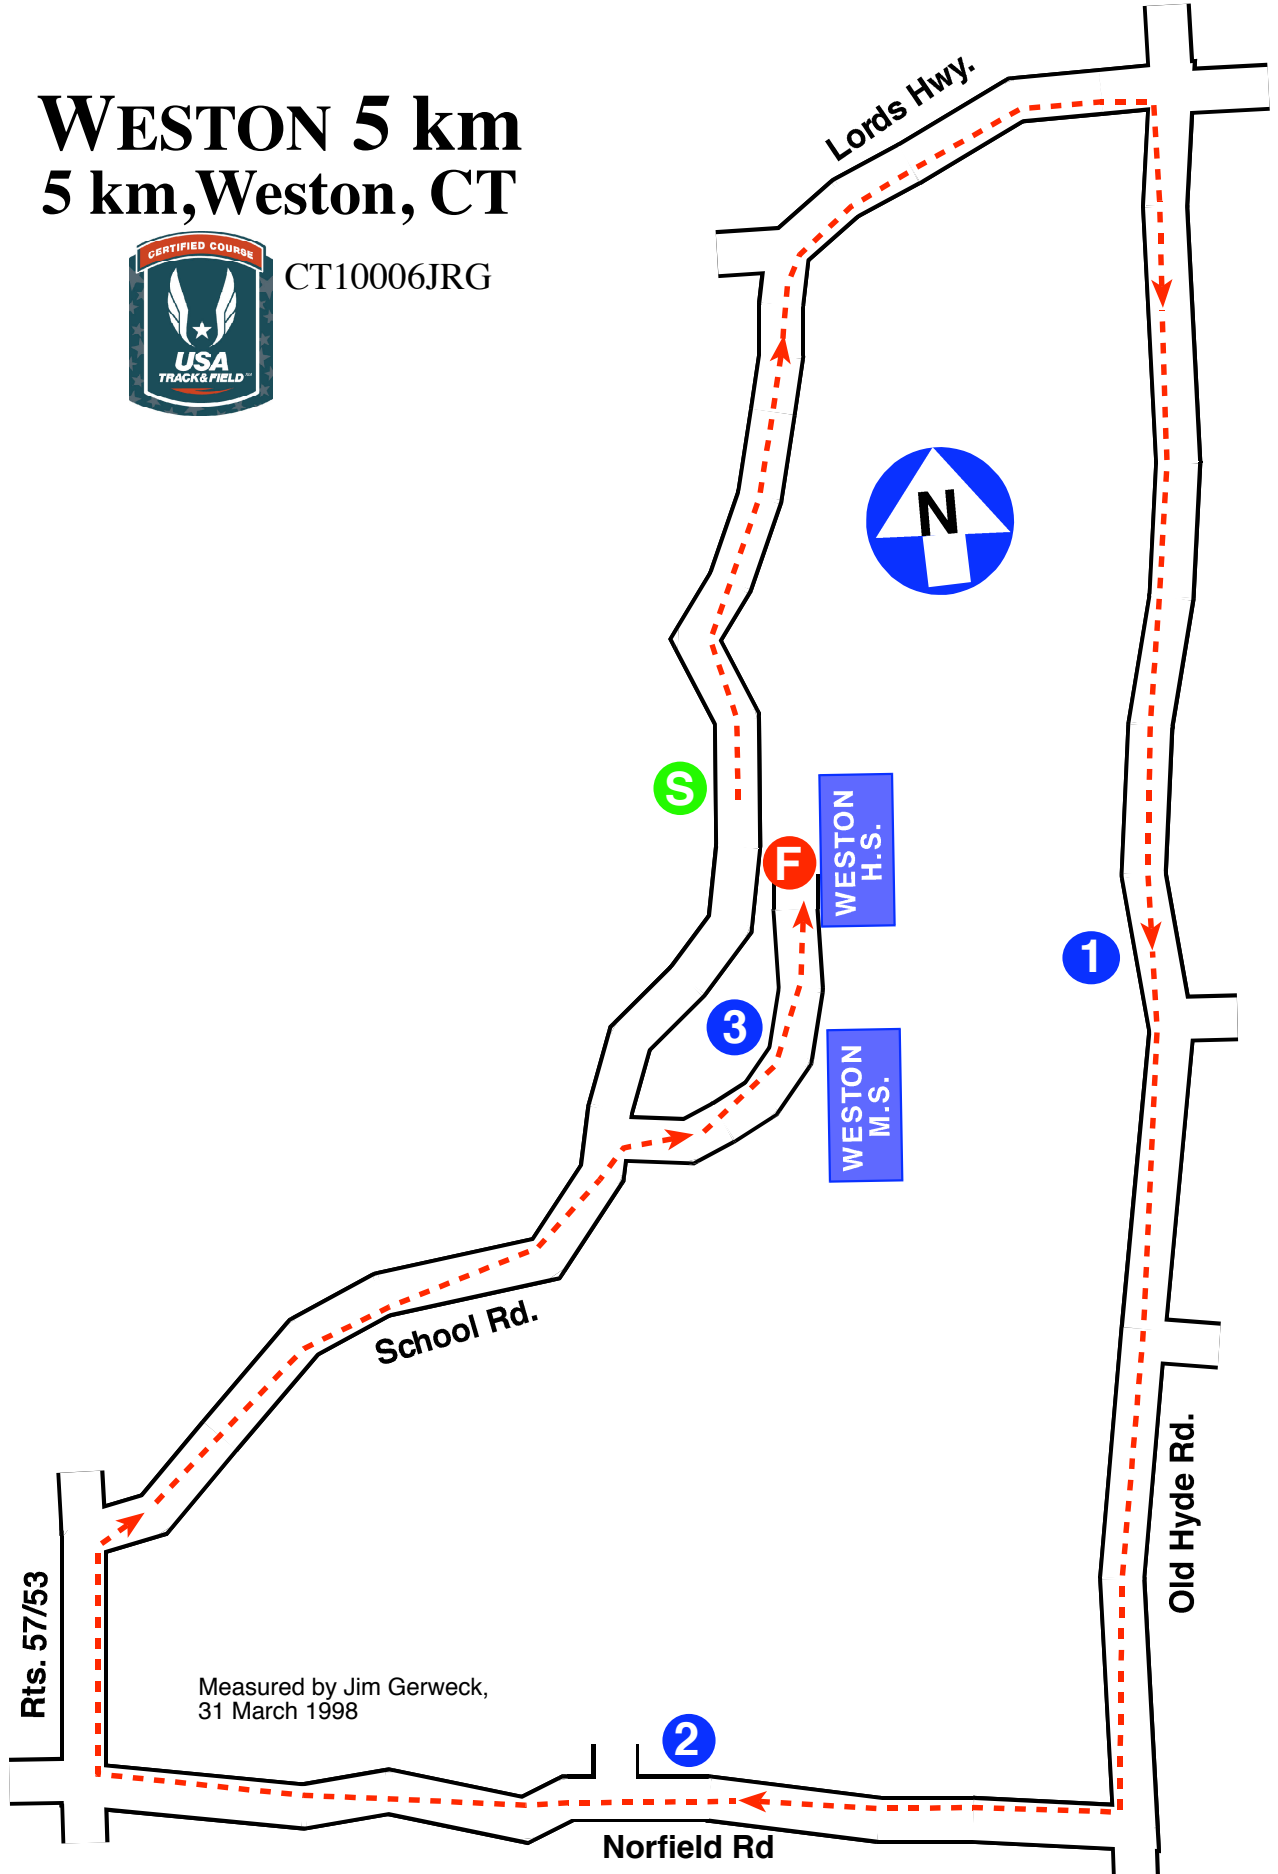 WESTON 5 km
5 km,Weston, CT
CERTIFIED COURSE
USA
TRACK&FIELD
CT10006JRG
Lords Hwy.
N
S
F
WESTON
H.S.
1
3
WESTON
M.S.
School Rd.
Old Hyde Rd.
Rts. 57/53
Measured by Jim Gerweck,
31 March 1998
2
Norfield Rd